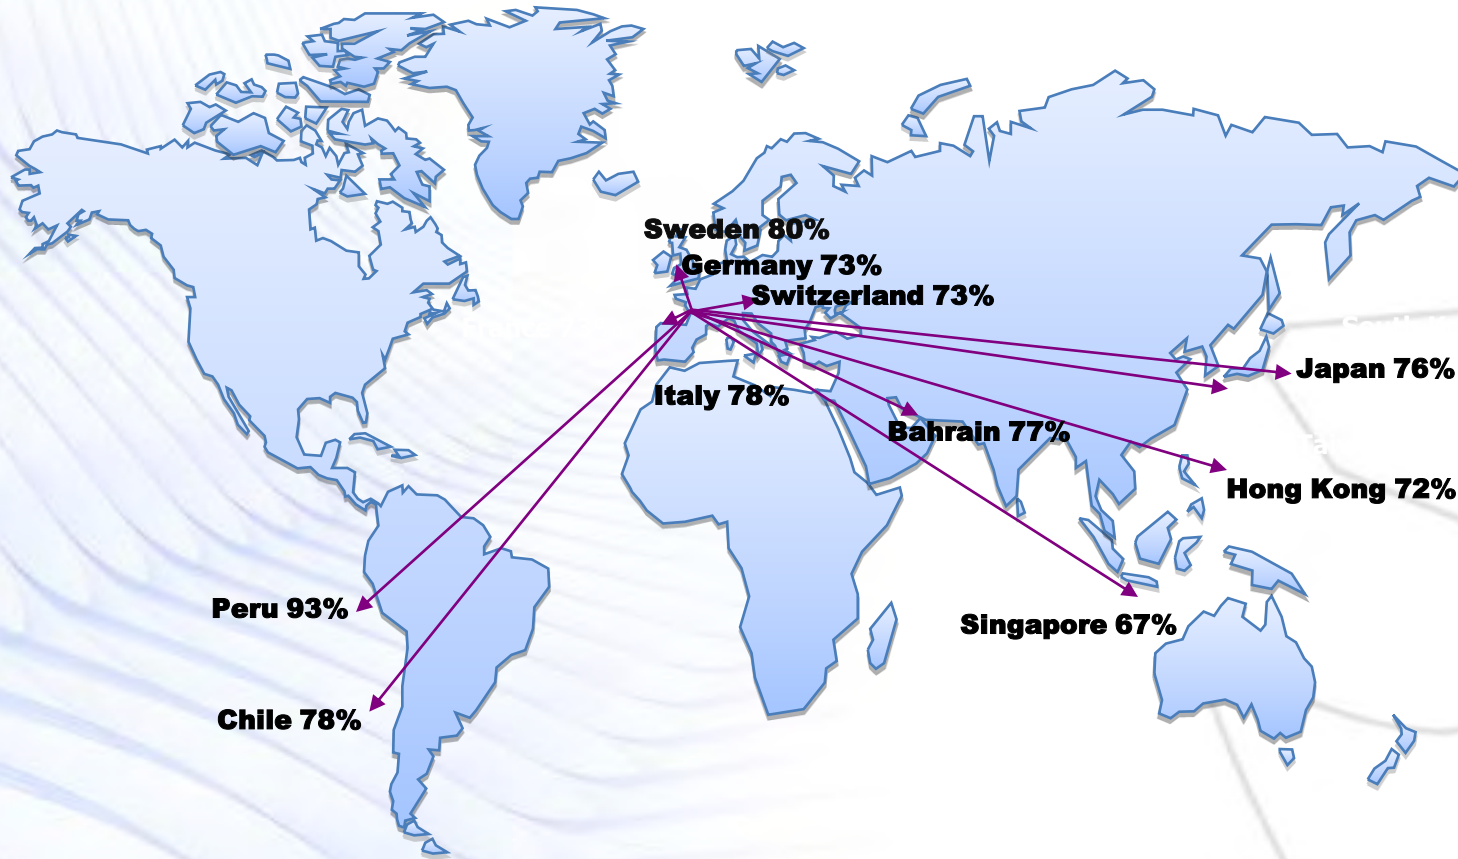 Sweden 80%
Germany 73%
Switzerland 73%
Japan 76%
Italy 78%
Bahrain 77%
Hong Kong 72%
Peru 93%
Singapore 67%
Chile 78%